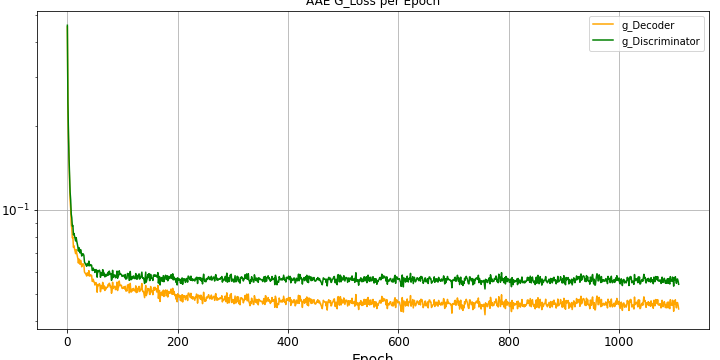 AAE G_Loss per Epoch
g_Decoder
g_Discriminator
10⁻¹
0 200 400 600 800 1000
Epoch